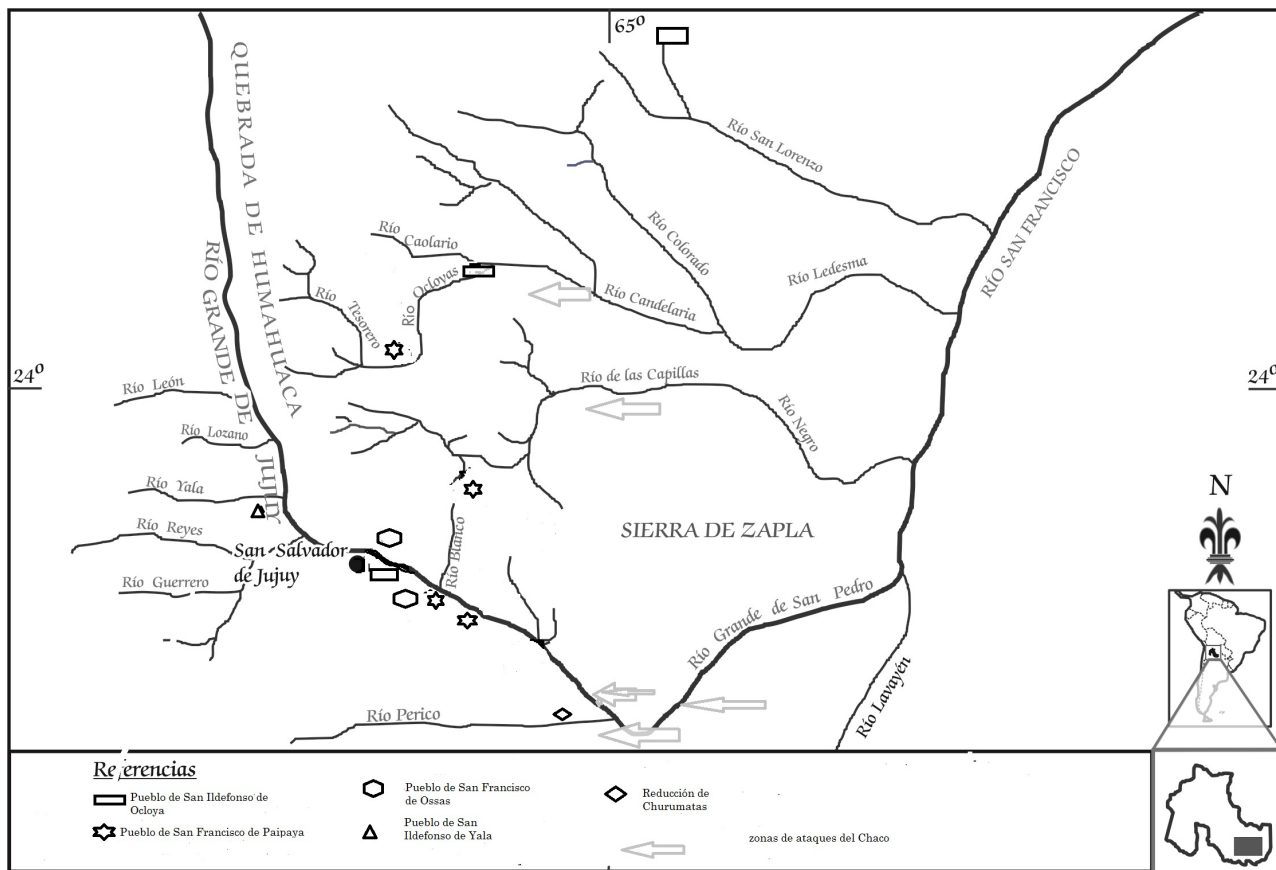 65º
QUEBRADA DE HUMAHUACA
RÍO GRANDE DE JUJUY
Río San Lorenzo
RÍO SAN FRANCISCO
Río Caolario
Río Colorado
Río Ocloyas
Río Ledesma
Río Tesorero
Río Candelaria
24º
24º
Río León
Río de las Capillas
Río Lozano
Río Negro
Río Yala
N
Río Reyes
SIERRA DE ZAPLA
San Salvador
de Jujuy
Río Blanco
Río Guerrero
Río Grande de San Pedro
Río Lavayén
Río Perico
Referencias
Pueblo de San Ildefonso de
Ocloya
Pueblo de San Francisco de Paipaya
Pueblo de San Francisco
de Ossas
Pueblo de San
Ildefonso de Yala
Reducción de
Churumatas
zonas de ataques del Chaco